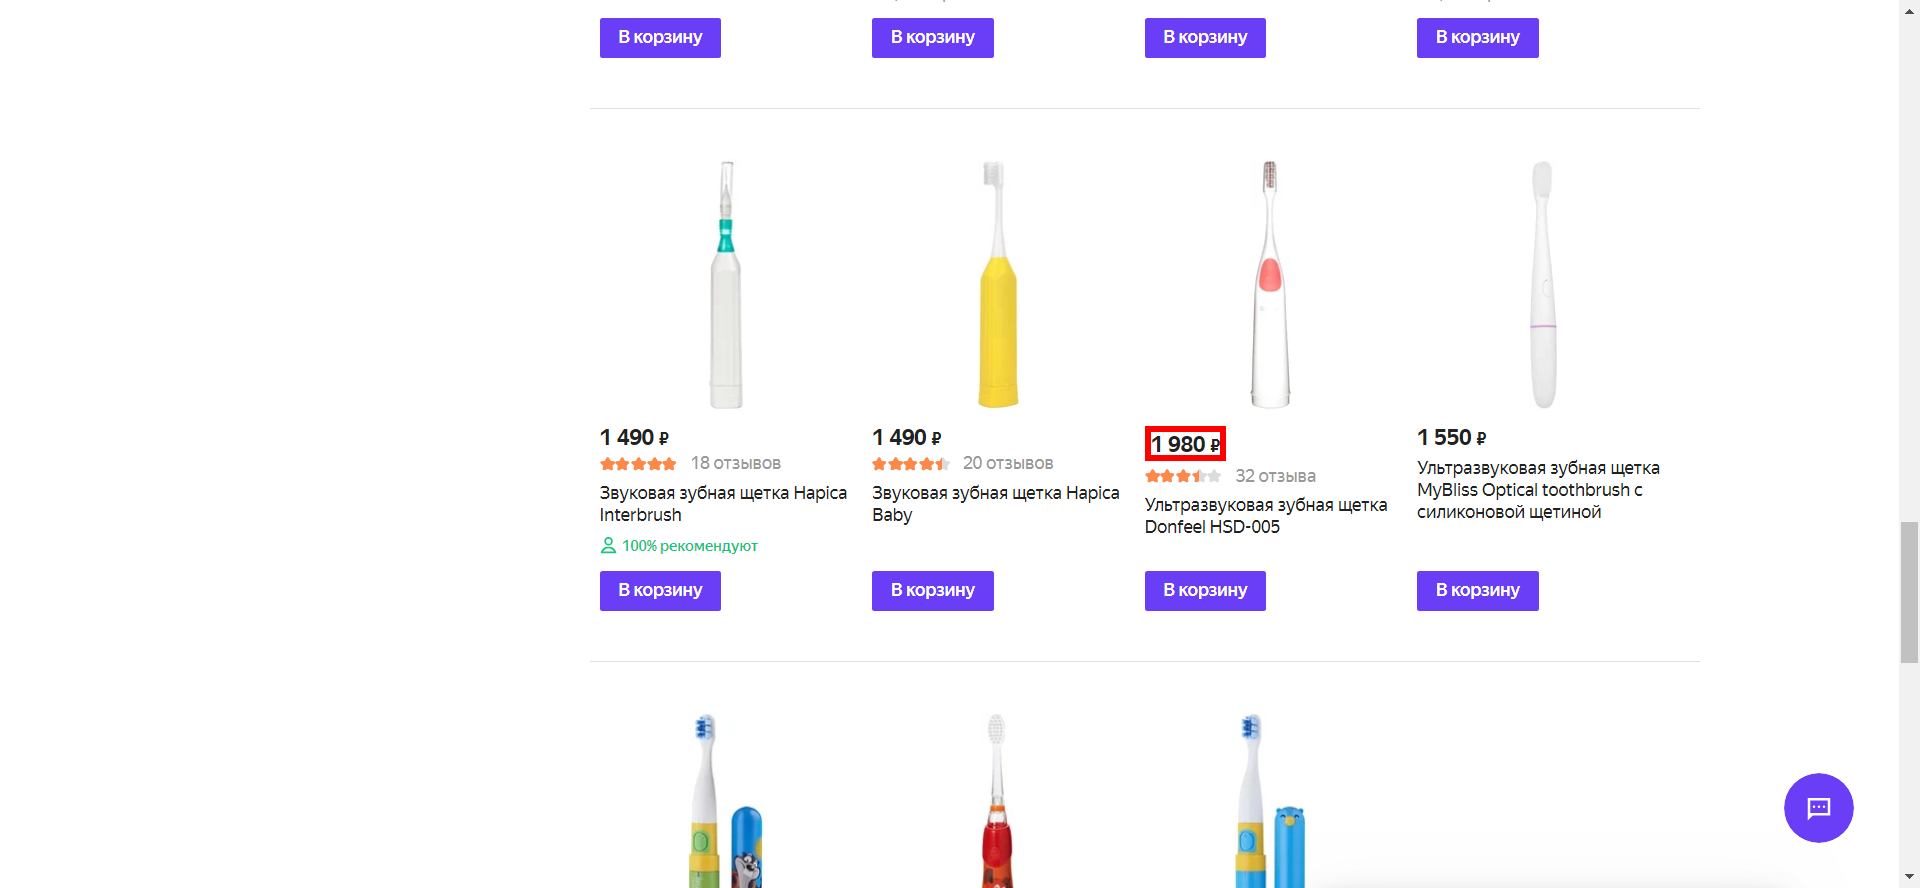 В корзину
В корзину
В корзину
В корзину
1 490 ₽
18 отзывов
Звуковая зубная щетка Hapica
Interbrush
100% рекомендуют
В корзину
1 490 ₽
20 отзывов
Звуковая зубная щетка Hapica
Baby
В корзину
1 980 ₽
32 отзыва
Ультразвуковая зубная щетка
Donfeel HSD-005
В корзину
1 550 ₽
Ультразвуковая зубная щетка
MyBliss Optical toothbrush с
силиконовой щетиной
В корзину